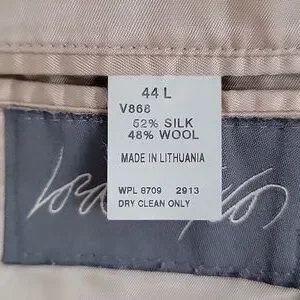 44 L
V868
52% SILK
48% WOOL
MADE IN LITHUANIA
WPL 8709 2913
DRY CLEAN ONLY